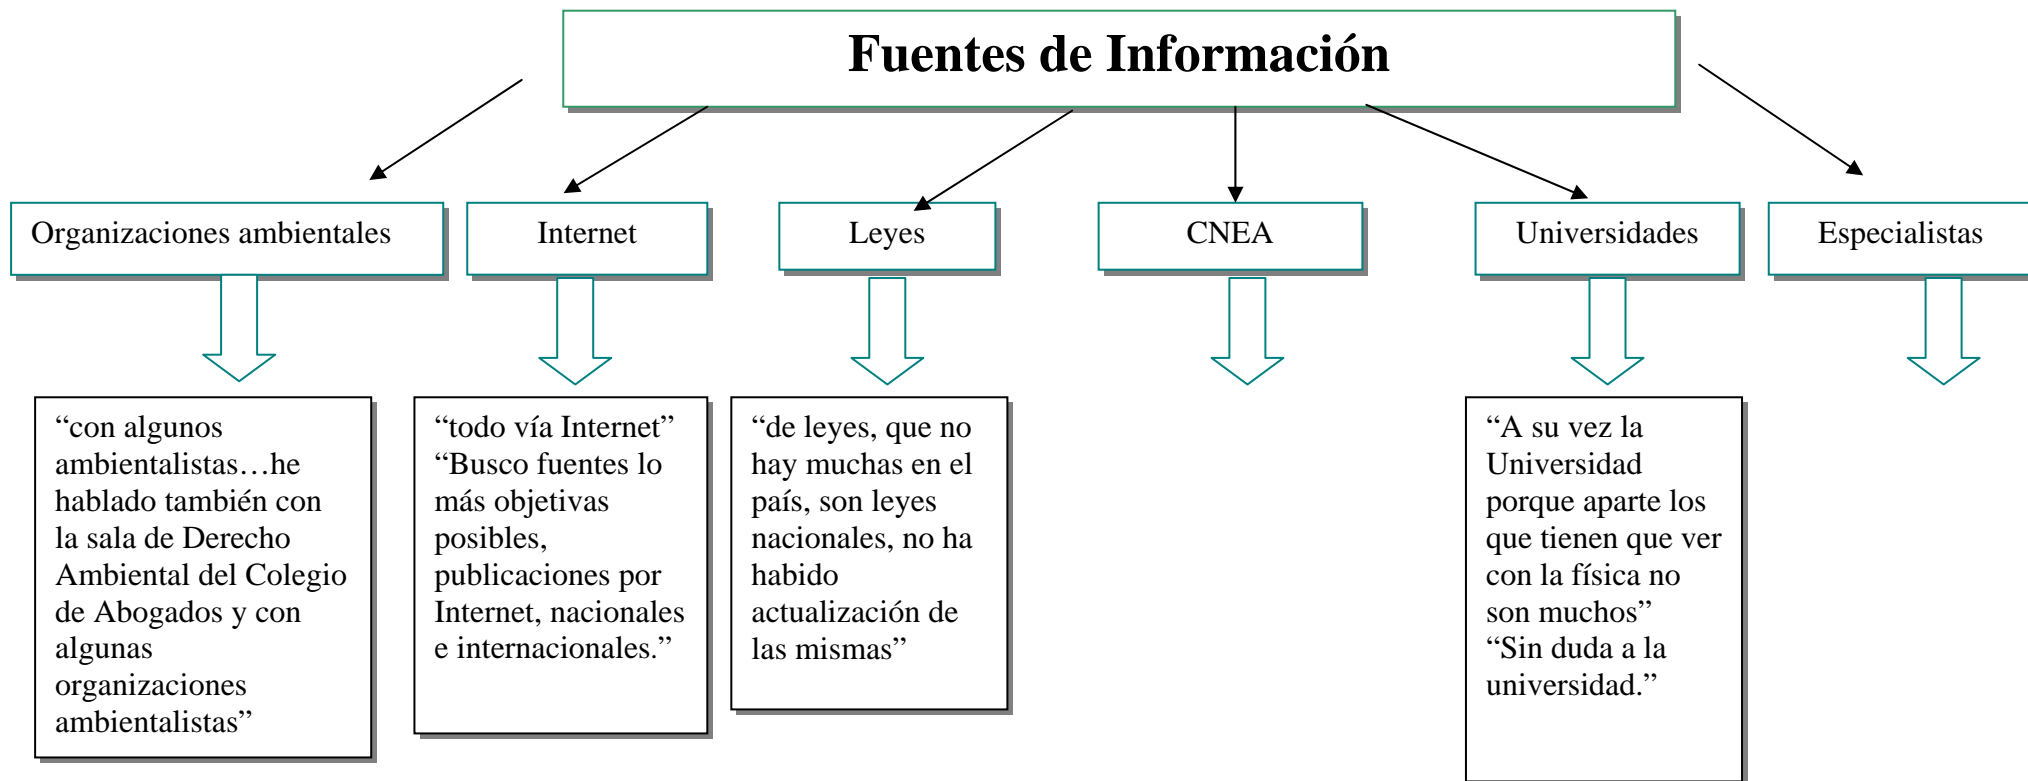 Fuentes de Información
Organizaciones ambientales
Internet
Leyes
CNEA
Universidades
Especialistas
“con algunos
ambientalistas…he
hablado también con
la sala de Derecho
Ambiental del Colegio
de Abogados y con
algunas
organizaciones
ambientalistas”
“todo vía Internet”
“Busco fuentes lo
más objetivas
posibles,
publicaciones por
Internet, nacionales
e internacionales.”
“de leyes, que no
hay muchas en el
país, son leyes
nacionales, no ha
habido
actualización de
las mismas”
“A su vez la
Universidad
porque aparte los
que tienen que ver
con la física no
son muchos”
“Sin duda a la
universidad.”